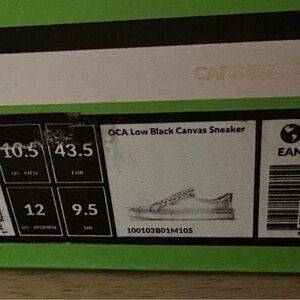 OCA Low Black Canvas Sneaker
10.5 43.5
US - MEN EUR
12 9.5
US - WOMEN UK
100103B01M105
EAN